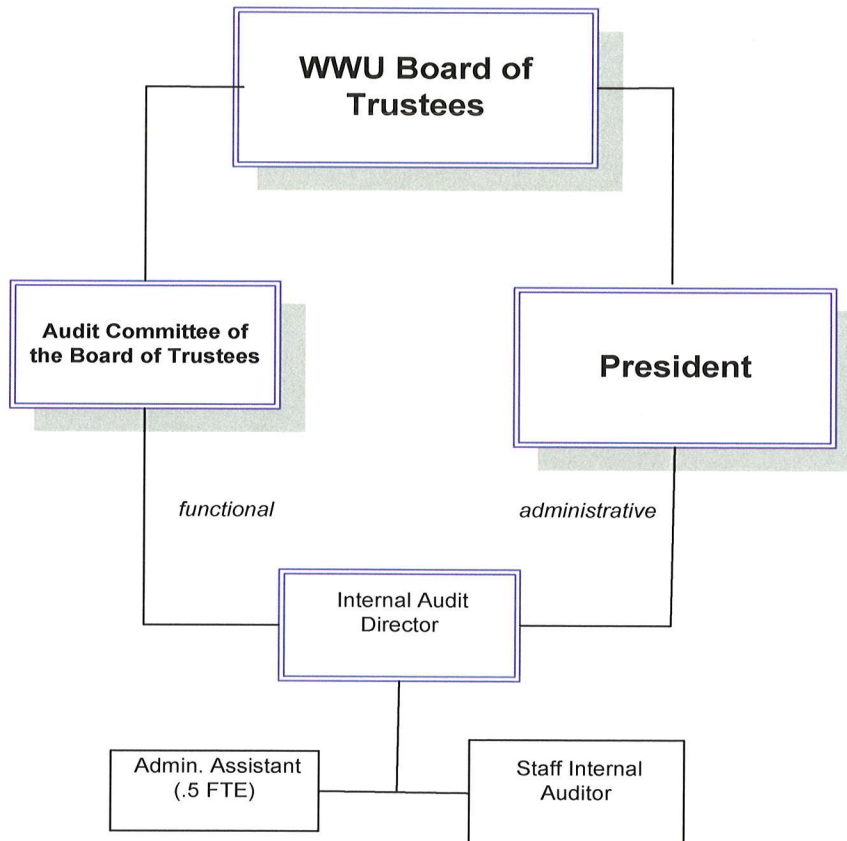 WWU Board of
Trustees
Audit Committee of
the Board of Trustees
President
functional
administrative
Internal Audit
Director
Admin. Assistant
(.5 FTE)
Staff Internal
Auditor